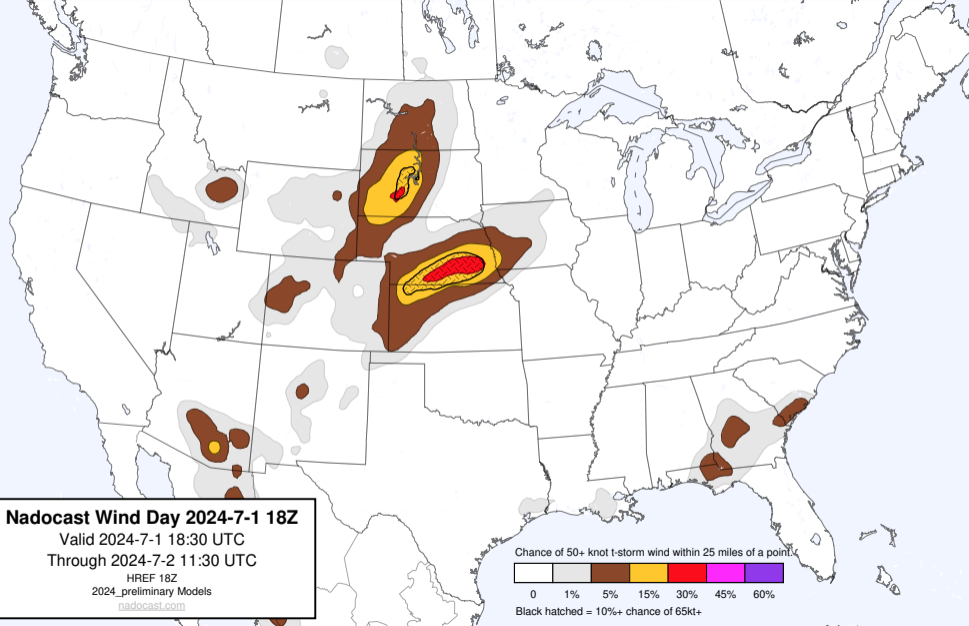 Nadocast Wind Day 2024-7-1 18Z
Valid 2024-7-1 18:30 UTC
Through 2024-7-2 11:30 UTC
HREF 18Z
2024_preliminary Models
nadocast.com
Chance of 50+ knot t-storm wind within 25 miles of a point.
0 1% 5% 15% 30% 45% 60%
Black hatched = 10%+ chance of 65kt+